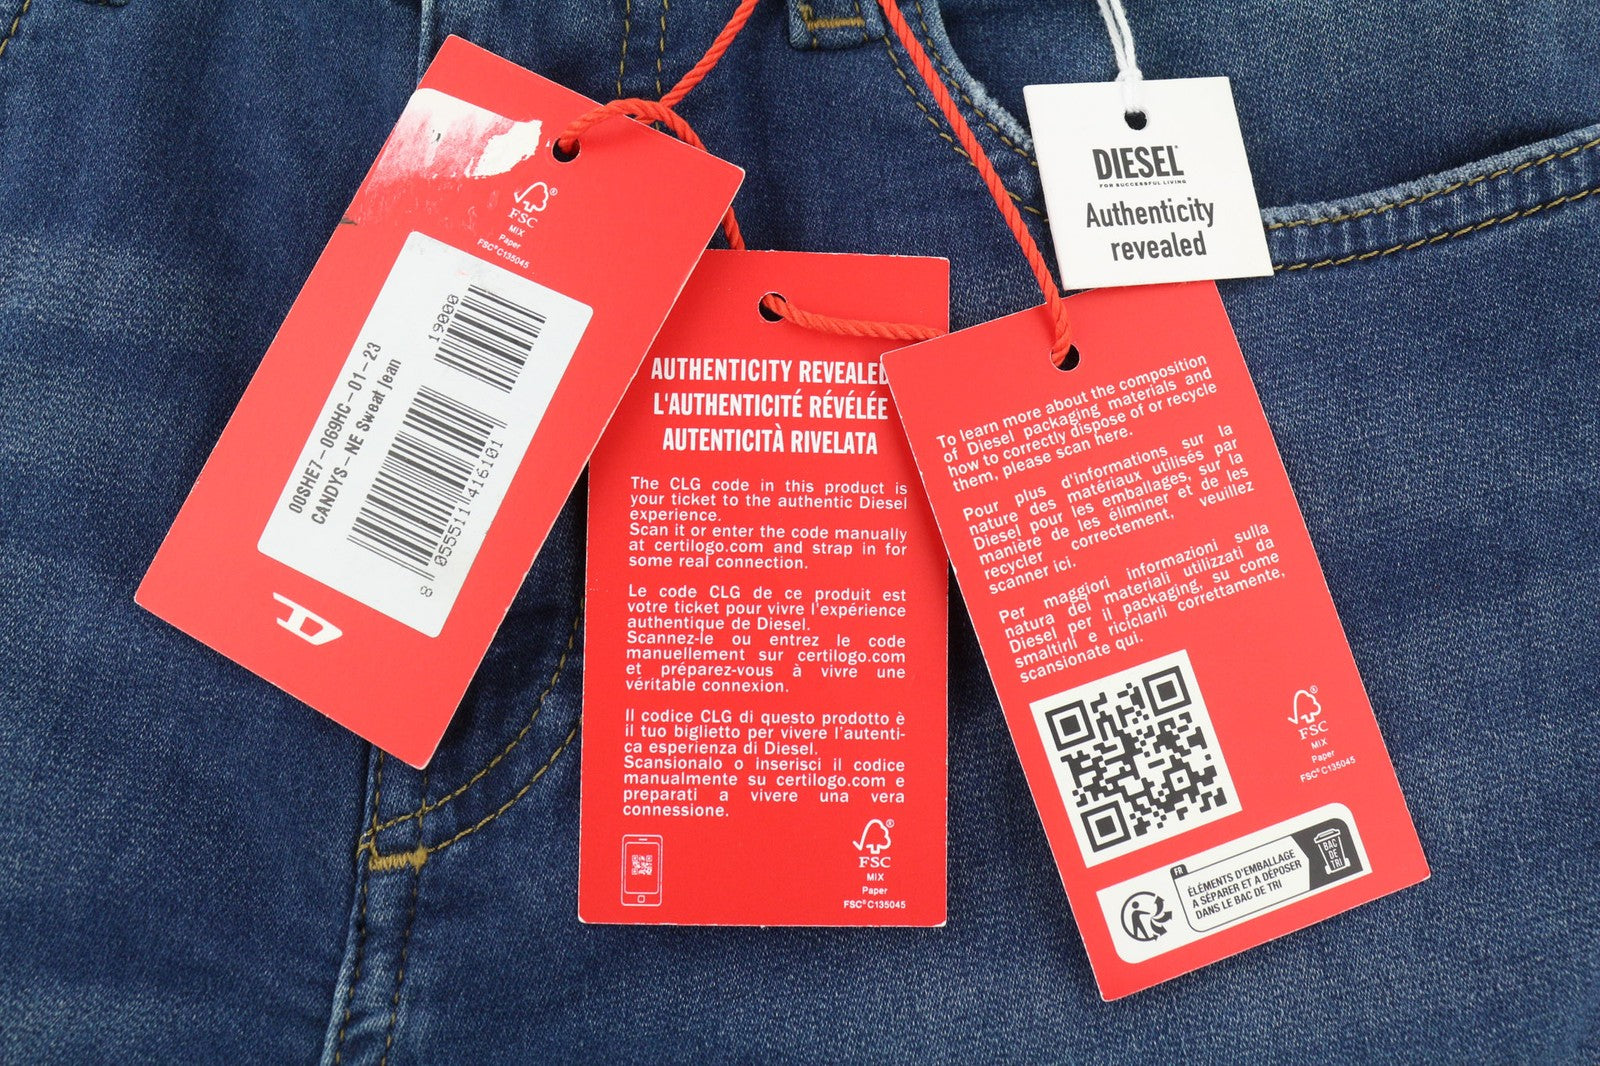 FSC®
MIX
Paper
FSC® C135045
19000
00SHE7-069HC-01-23
CANDYS-NE Sweat jean
8
055511 416101
D
AUTHENTICITY REVEALED
L'AUTHENTICITÉ RÉVÉLÉE
AUTENTICITÀ RIVELATA
The CLG code in this product is
your ticket to the authentic Diesel
experience.
Scan it or enter the code manually
at certilogo.com and strap in for
some real connection.
Le code CLG de ce produit est
votre ticket pour vivre l'expérience
authentique de Diesel.
Scannez-le ou entrez le code
manuellement sur certilogo.com
et préparez-vous à vivre une
véritable connexion.
Il codice CLG di questo prodotto è
il tuo biglietto per vivere l'autenti-
ca esperienza di Diesel.
Scansionalo o inserisci il codice
manualmente su certilogo.com e
preparati a vivere una vera
connessione.
FSC®
MIX
Paper
FSC® C135045
DIESEL®
FOR SUCCESSFUL LIVING
Authenticity
revealed
To learn more about the composition
of Diesel packaging materials and
how to correctly dispose of or recycle
them, please scan here.
Pour plus d'informations sur la
nature des matériaux utilisés par
Diesel pour les emballages, sur la
manière de les éliminer et de les
recycler correctement, veuillez
scanner ici.
Per maggiori informazioni sulla
natura dei materiali utilizzati da
Diesel per il packaging, su come
smaltirli e riciclarli correttamente,
scansionate qui.
FSC®
MIX
Paper
FSC® C135045
FR
ÉLÉMENTS D'EMBALLAGE
A SÉPARER ET A DÉPOSER
DANS LE BAC DE TRI
BAC
DE
TRI